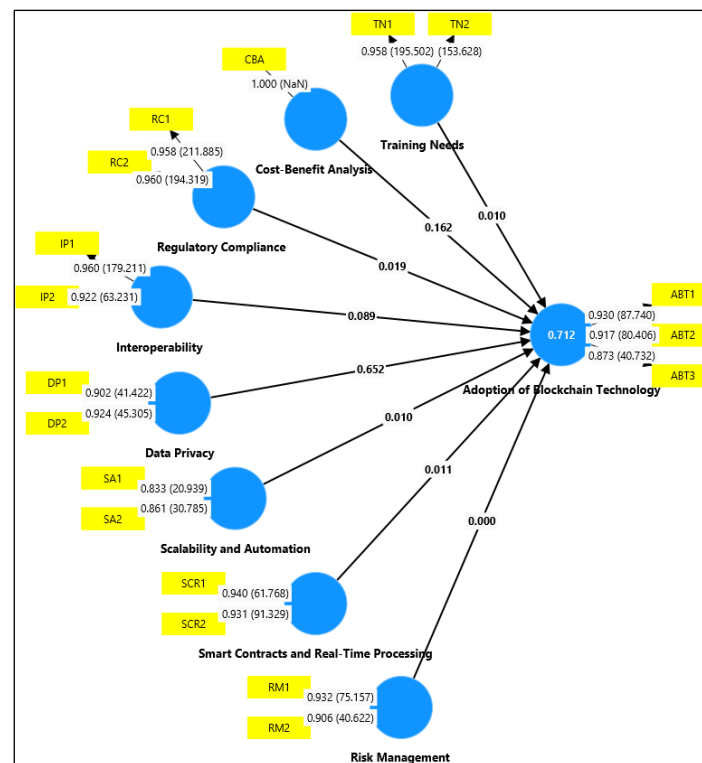 TN1 TN2
0.958 (195.502) (153.628)
Training Needs
CBA
1.000 (NaN)
Cost-Benefit Analysis
RC1
0.958 (211.885)
RC2
0.960 (194.319)
Regulatory Compliance
IP1
0.960 (179.211)
IP2
0.922 (63.231)
Interoperability
DP1
0.902 (41.422)
DP2
0.924 (45.305)
Data Privacy
SA1
0.833 (20.939)
SA2
0.861 (30.785)
Scalability and Automation
SCR1
0.940 (61.768)
SCR2
0.931 (91.329)
Smart Contracts and Real-Time Processing
RM1
0.932 (75.157)
RM2
0.906 (40.622)
Risk Management
0.010
0.162
0.019
0.089
0.652
0.010
0.011
0.000
0.712
Adoption of Blockchain Technology
ABT1
0.930 (87.740)
ABT2
0.917 (80.406)
ABT3
0.873 (40.732)